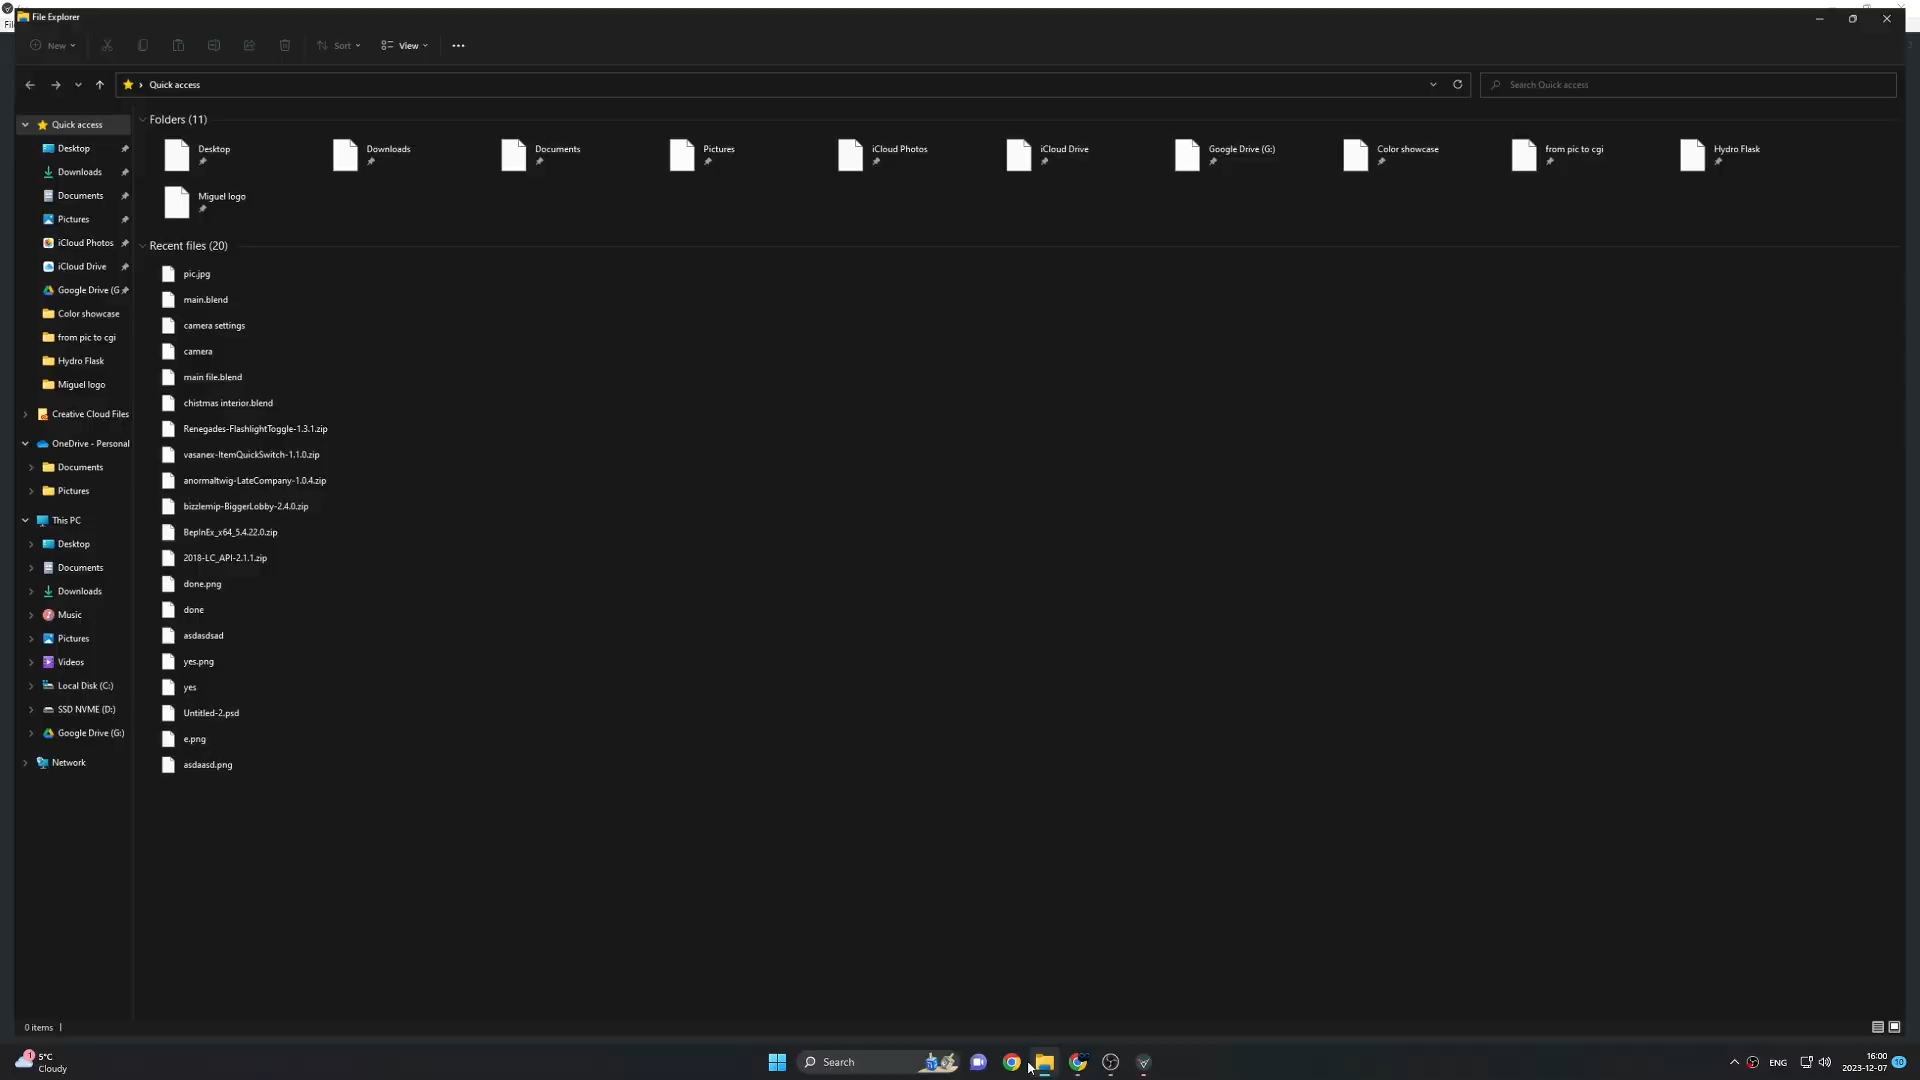 Fil
File Explorer
New
Sort
View
Quick access
Search Quick access
Quick access
Desktop
Downloads
Documents
Pictures
iCloud Photos
iCloud Drive
Google Drive (G
Color showcase
from pic to cgi
Hydro Flask
Miguel logo
Creative Cloud Files
OneDrive - Personal
Documents
Pictures
This PC
Desktop
Documents
Downloads
Music
Pictures
Videos
Local Disk (C:)
SSD NVME (D:)
Google Drive (G:)
Network
Folders (11)
Desktop
Downloads
Documents
Pictures
iCloud Photos
iCloud Drive
Google Drive (G:)
Color showcase
from pic to cgi
Hydro Flask
Miguel logo
Recent files (20)
pic.jpg
main.blend
camera settings
camera
main file.blend
chistmas interior.blend
Renegades-FlashlightToggle-1.3.1.zip
vasanex-ItemQuickSwitch-1.1.0.zip
anormaltwig-LateCompany-1.0.4.zip
bizzlemip-BiggerLobby-2.4.0.zip
BepInEx_x64_5.4.22.0.zip
2018-LC_API-2.1.1.zip
done.png
done
asdasdsad
yes.png
yes
Untitled-2.psd
e.png
asdaasd.png
0 items
1
5°C
Cloudy
Search
ENG
16:00
2023-12-07
10